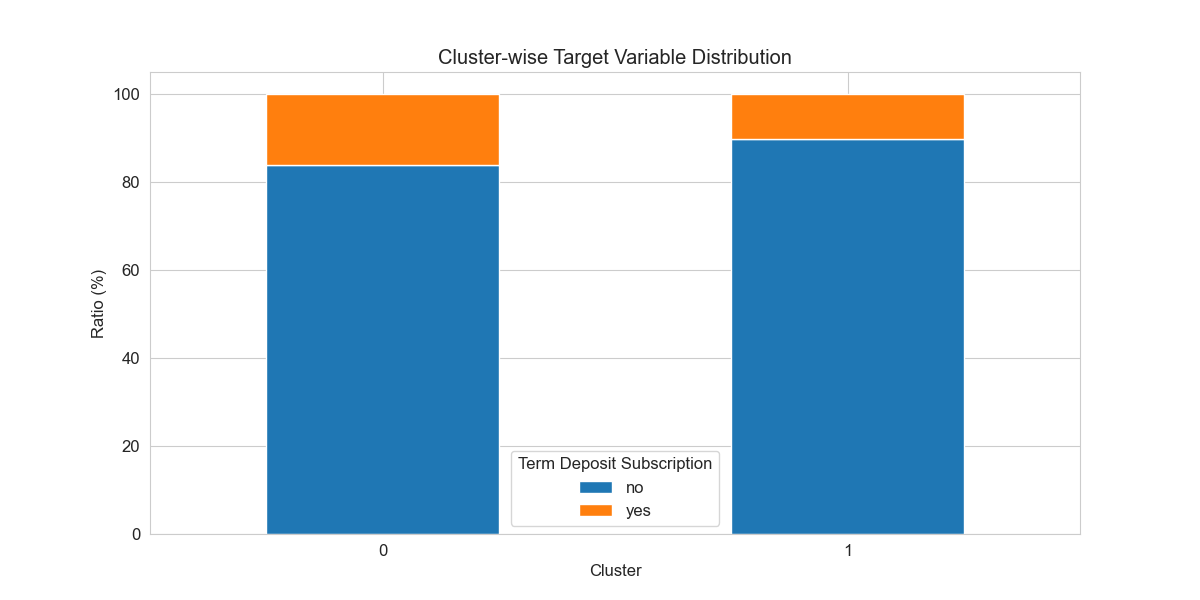 Cluster-wise Target Variable Distribution
100
80
60
40
20
0
Ratio (%)
Term Deposit Subscription
no
yes
0
1
Cluster